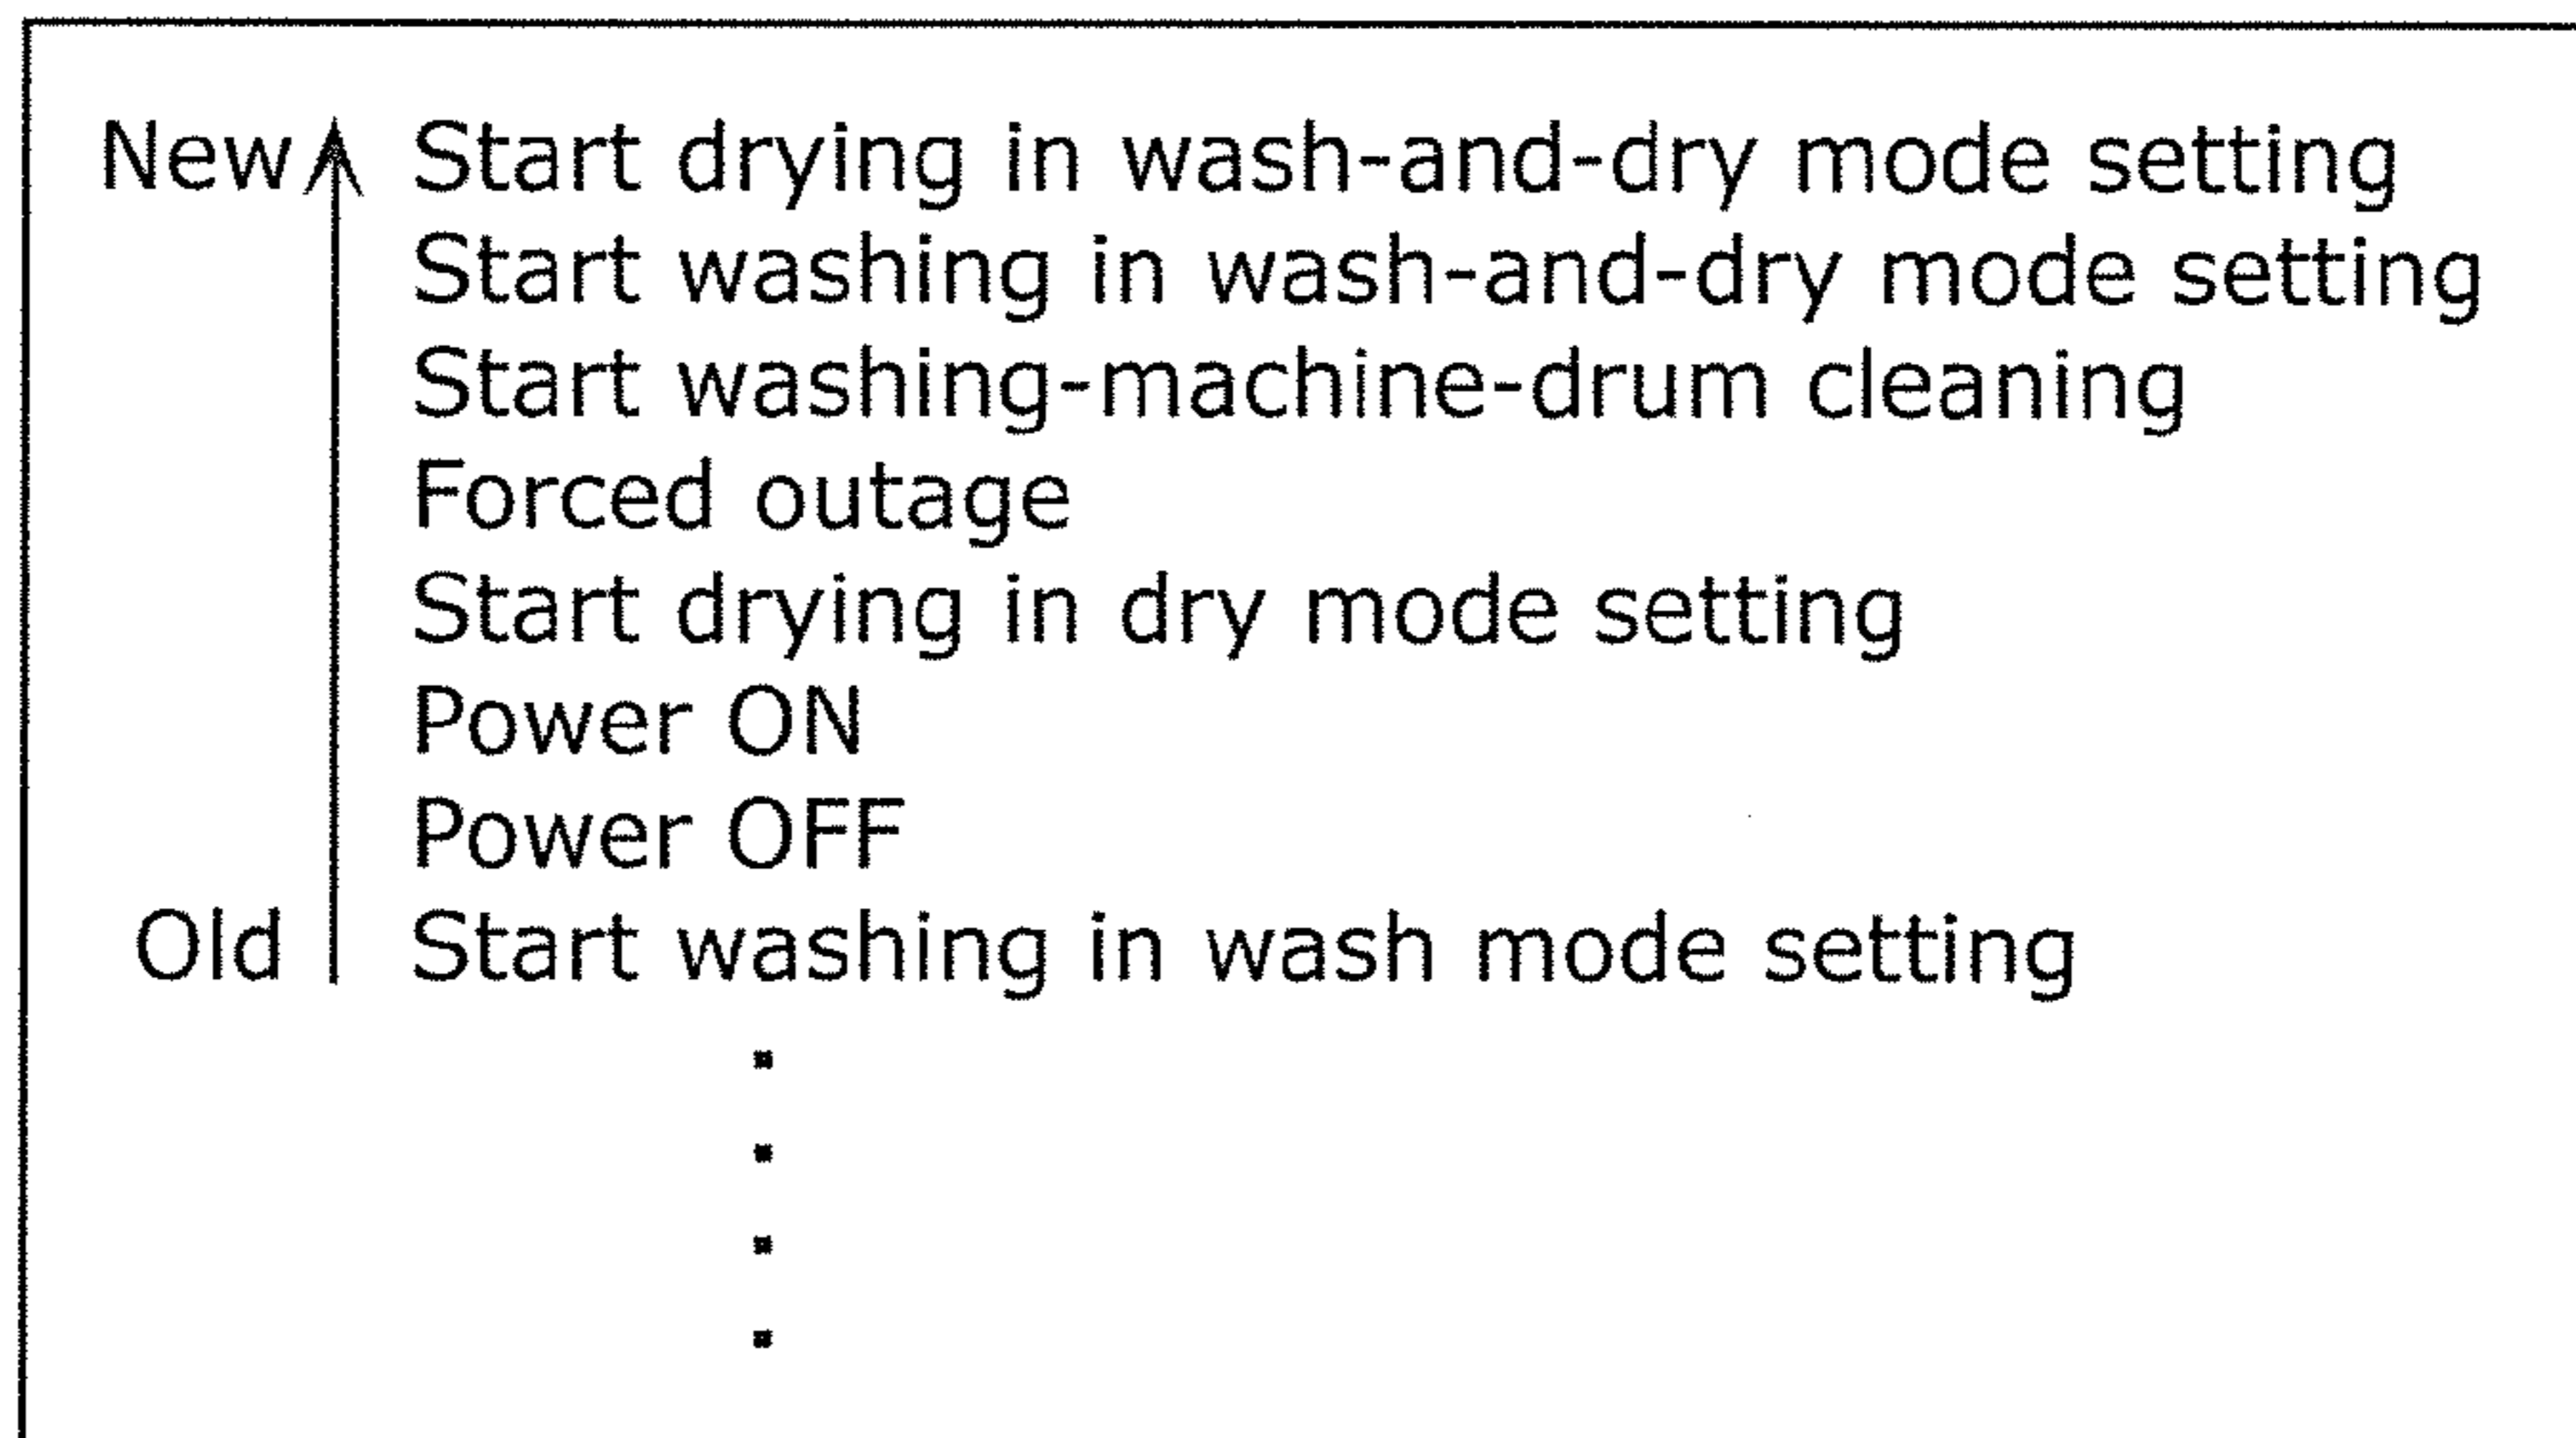 New Start drying in wash-and-dry mode setting
Start washing in wash-and-dry mode setting
Start washing-machine-drum cleaning
Forced outage
Start drying in dry mode setting
Power ON
Power OFF
Old Start washing in wash mode setting